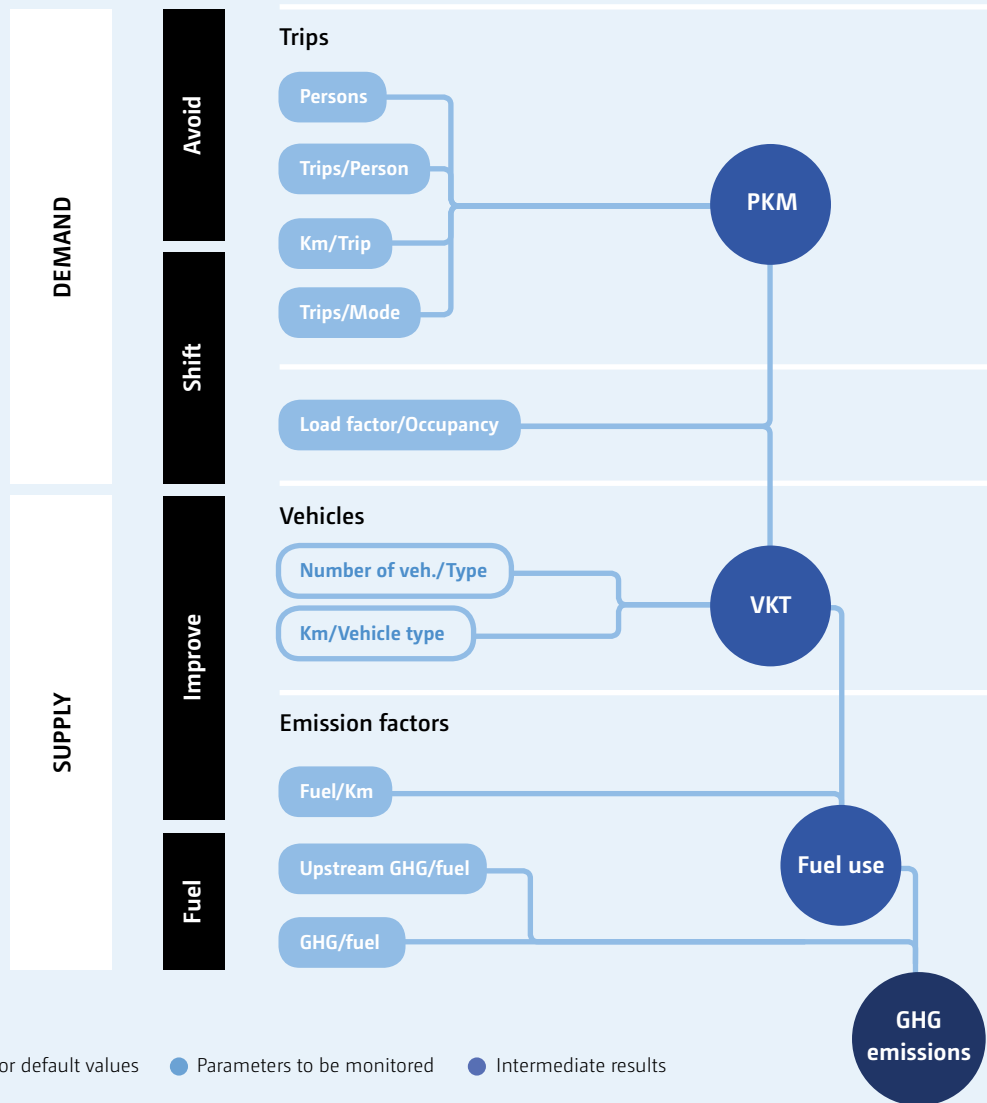 DEMAND
Avoid
Shift
Trips
Persons
Trips/Person
Km/Trip
Trips/Mode
PKM
Load factor/Occupancy
SUPPLY
Improve
Fuel
Vehicles
Number of veh./Type
Km/Vehicle type
VKT
Emission factors
Fuel/Km
Upstream GHG/fuel
GHG/fuel
Fuel use
GHG
emissions
or default values
Parameters to be monitored
Intermediate results